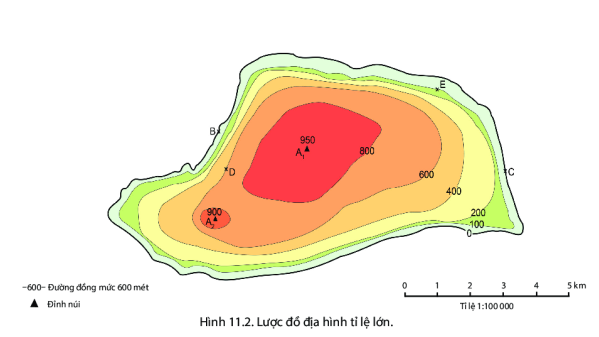 E
B
950
A₁
800
D
C
600
400
900
A₂
200
100
0
–600– Đường đồng mức 600 mét
Đỉnh núi
0 1 2 3 4 5 km
Tỉ lệ 1:100 000
Hình 11.2. Lược đồ địa hình tỉ lệ lớn.